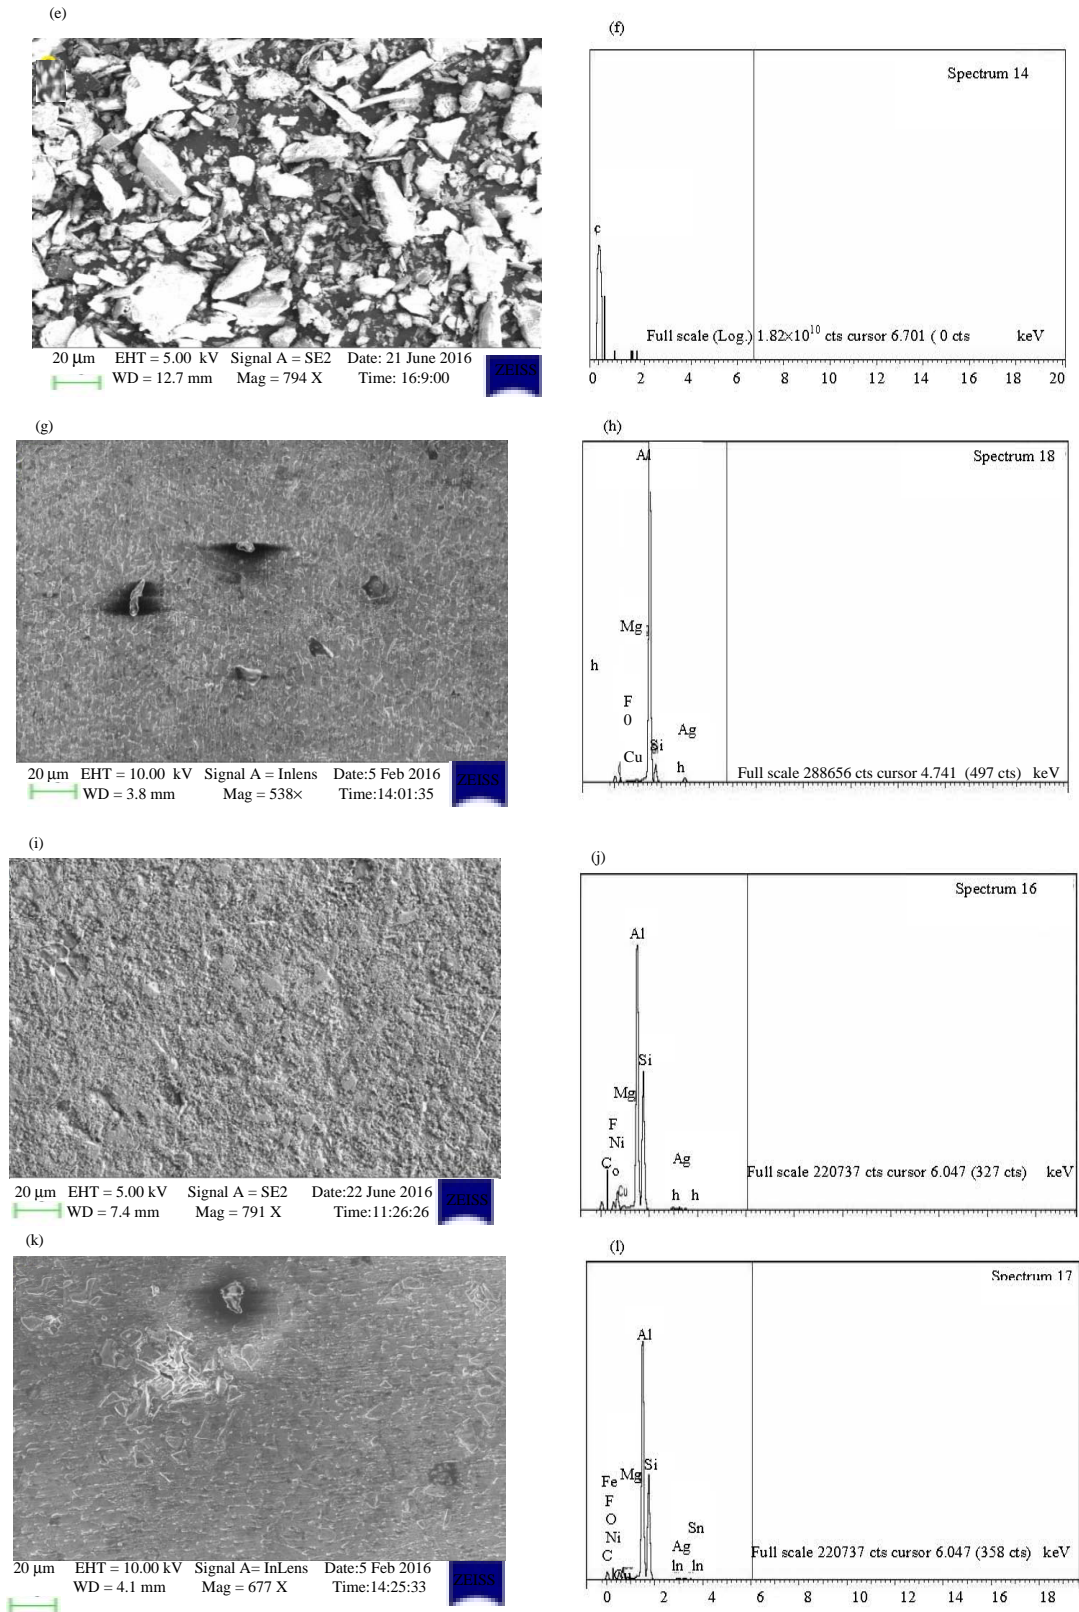 (e)
(f)
Spectrum 14
c
Full scale (Log.) 1.82×10¹⁰ cts cursor 6.701 ( 0 cts keV
0 2 4 6 8 10 12 14 16 18 20
20 μm EHT = 5.00 kV Signal A = SE2 Date: 21 June 2016
WD = 12.7 mm Mag = 794 X Time: 16:9:00
ZEISS
(g)
(h)
Spectrum 18
Al
Mg
h
F
0
Cu
Si
Ag
h
Full scale 288656 cts cursor 4.741 (497 cts) keV
20 μm EHT = 10.00 kV Signal A = Inlens Date:5 Feb 2016
WD = 3.8 mm Mag = 538× Time:14:01:35
ZEISS
(i)
(j)
Spectrum 16
Al
Si
Mg
F
Ni
C o
Cu
Ag
h h
Full scale 220737 cts cursor 6.047 (327 cts) keV
20 μm EHT = 5.00 kV Signal A = SE2 Date:22 June 2016
WD = 7.4 mm Mag = 791 X Time:11:26:26
ZEISS
(k)
(l)
Spectrum 17
Al
Si
Mg
Fe
F
O
Ni
C
Sn
Ag
ln ln
Full scale 220737 cts cursor 6.047 (358 cts) keV
0 2 4 6 8 10 12 14 16 18
20 μm EHT = 10.00 kV Signal A= InLens Date:5 Feb 2016
WD = 4.1 mm Mag = 677 X Time:14:25:33
ZEISS